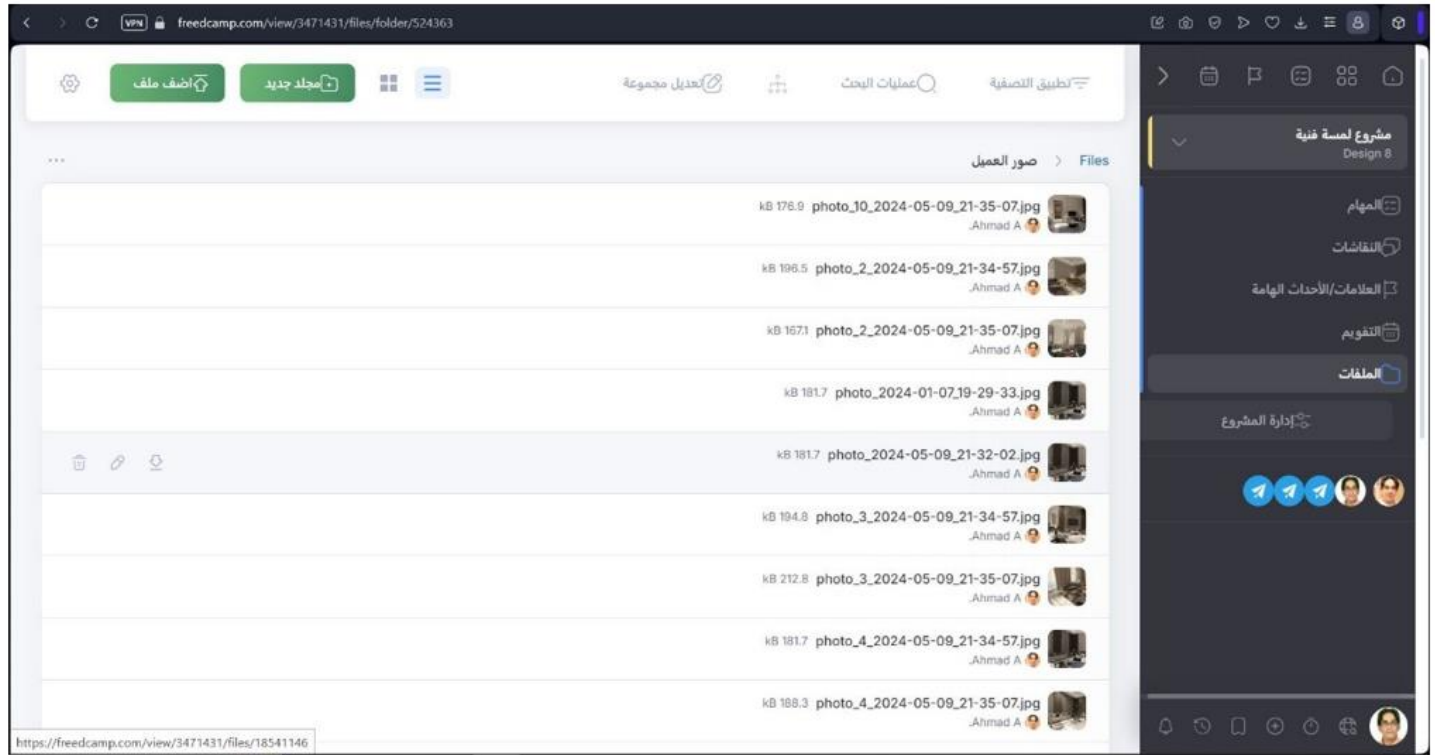 VPN freedcamp.com/view/3471431/files/folder/524363
تطبيق التصفية عمليات البحث تعديل مجموعة مجلد جديد اضف ملف
مشروع لمسة فنية
Design 8
المهام
النقاشات
العلامات/الأحداث الهامة
التقويم
الملفات
إدارة المشروع
Files > صور العميل
photo_10_2024-05-09_21-35-07.jpg 176.9 kB
Ahmad A.
photo_2_2024-05-09_21-34-57.jpg 196.5 kB
Ahmad A.
photo_2_2024-05-09_21-35-07.jpg 167.1 kB
Ahmad A.
photo_2024-01-07_19-29-33.jpg 181.7 kB
Ahmad A.
photo_2024-05-09_21-32-02.jpg 181.7 kB
Ahmad A.
photo_3_2024-05-09_21-34-57.jpg 194.8 kB
Ahmad A.
photo_3_2024-05-09_21-35-07.jpg 212.8 kB
Ahmad A.
photo_4_2024-05-09_21-34-57.jpg 181.7 kB
Ahmad A.
photo_4_2024-05-09_21-35-07.jpg 188.3 kB
Ahmad A.
https://freedcamp.com/view/3471431/files/18541146